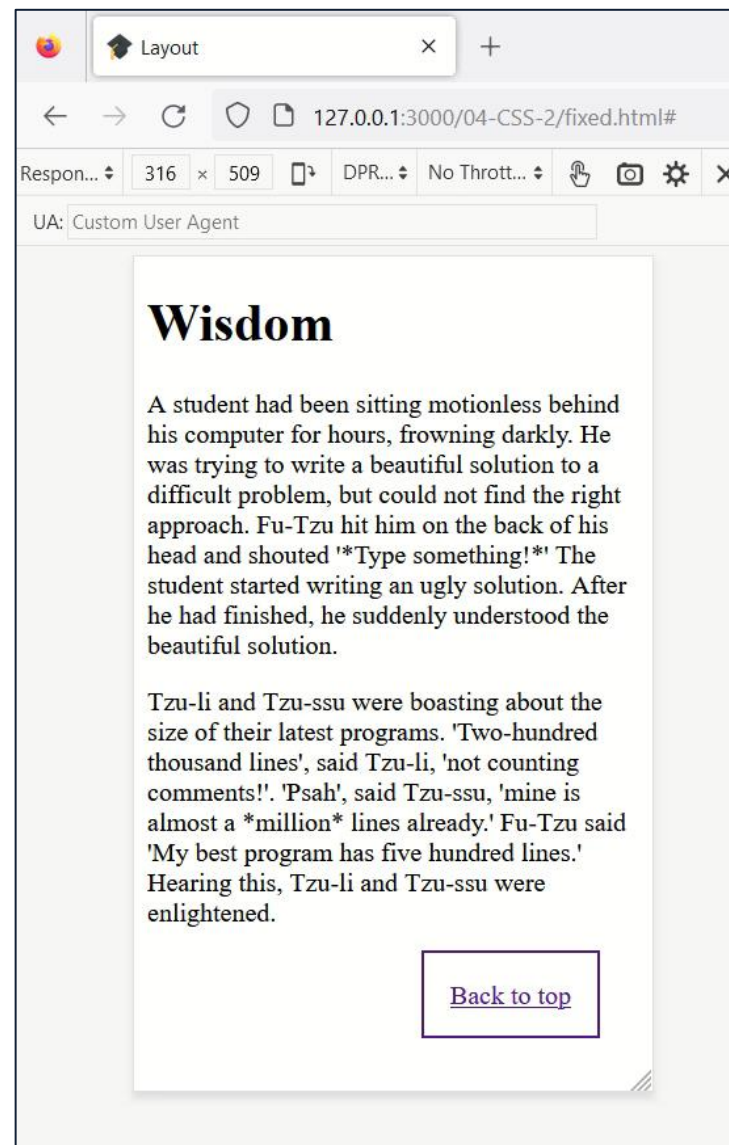 Layout
127.0.0.1:3000/04-CSS-2/fixed.html#
Respon... 316 × 509 DPR... No Thrott...
UA: Custom User Agent
Wisdom
A student had been sitting motionless behind
his computer for hours, frowning darkly. He
was trying to write a beautiful solution to a
difficult problem, but could not find the right
approach. Fu-Tzu hit him on the back of his
head and shouted '*Type something!*' The
student started writing an ugly solution. After
he had finished, he suddenly understood the
beautiful solution.
Tzu-li and Tzu-ssu were boasting about the
size of their latest programs. 'Two-hundred
thousand lines', said Tzu-li, 'not counting
comments!'. 'Psah', said Tzu-ssu, 'mine is
almost a *million* lines already.' Fu-Tzu said
'My best program has five hundred lines.'
Hearing this, Tzu-li and Tzu-ssu were
enlightened.
Back to top